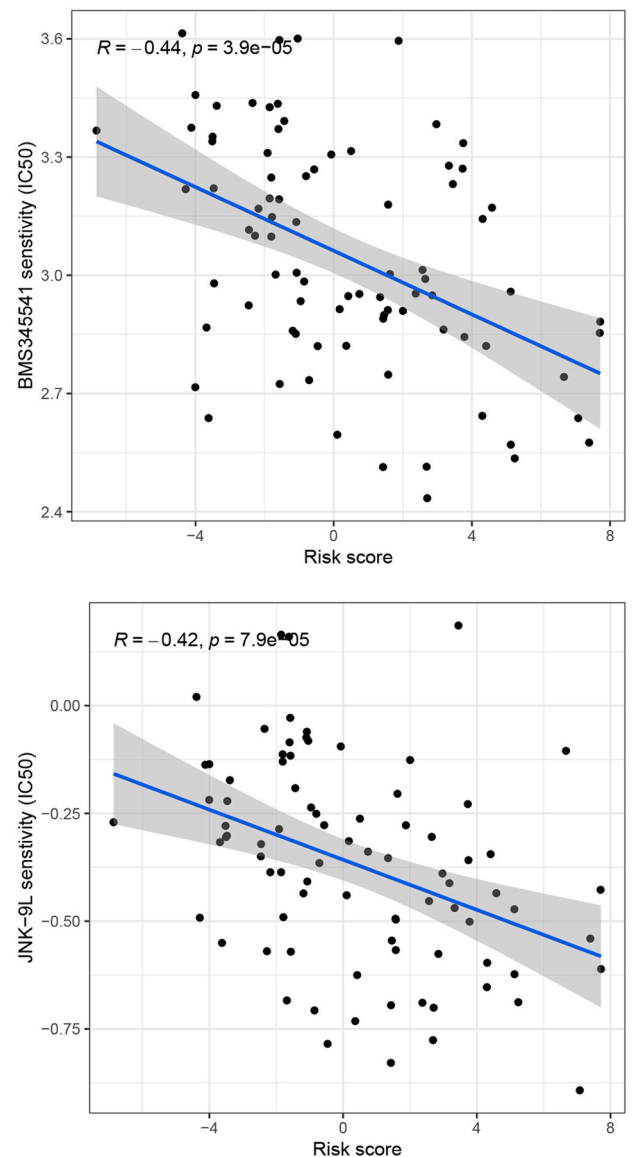 3.6
R = −0.44, p = 3.9e−05
3.3
3.0
2.7
2.4
BMS345541 senstivity (IC50)
−4
0
4
8
Risk score
R = −0.42, p = 7.9e−05
0.00
−0.25
−0.50
−0.75
JNK−9L senstivity (IC50)
−4
0
4
8
Risk score